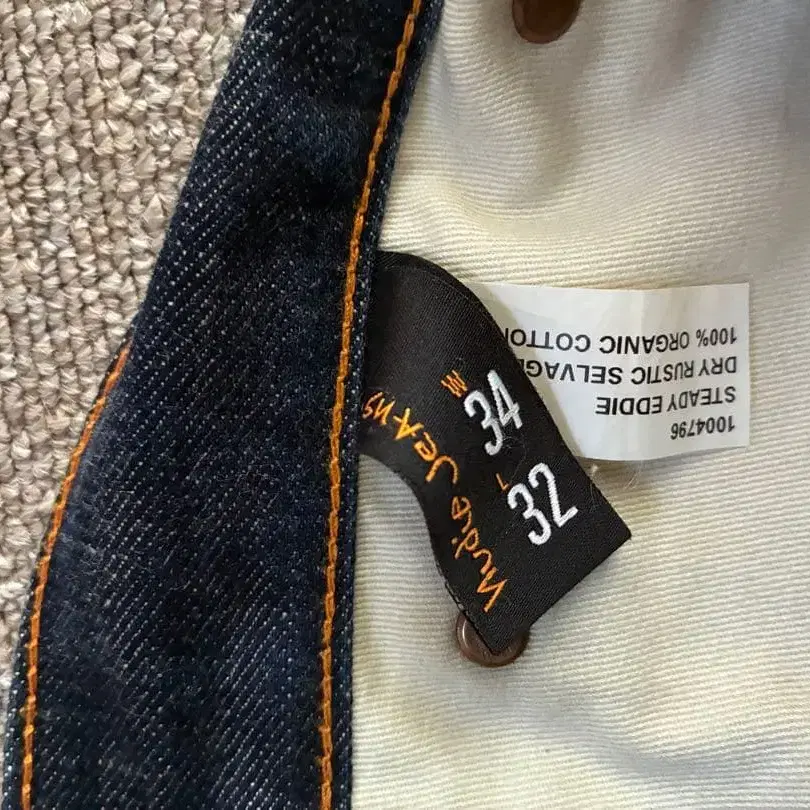 Nudie Jeans
W 34
L 32
1004796
STEADY EDDIE
DRY RUSTIC SELVAGE
100% ORGANIC COTTON